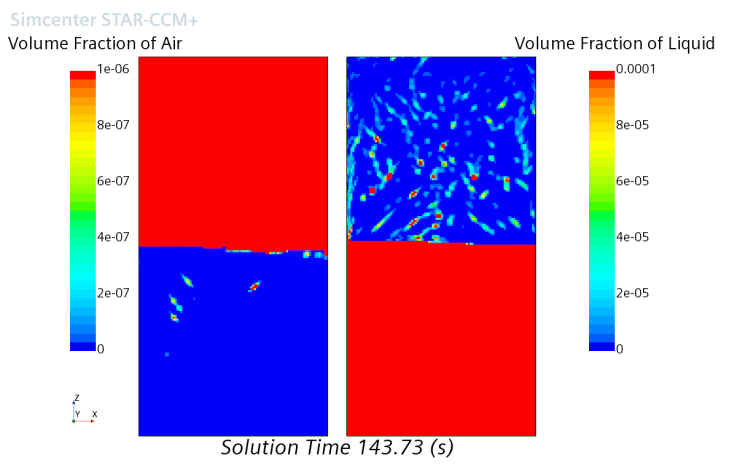 Simcenter STAR-CCM+
Volume Fraction of Air
Volume Fraction of Liquid
1e-06
8e-07
6e-07
4e-07
2e-07
0
0.0001
8e-05
6e-05
4e-05
2e-05
0
Z
Y X
Solution Time 143.73 (s)